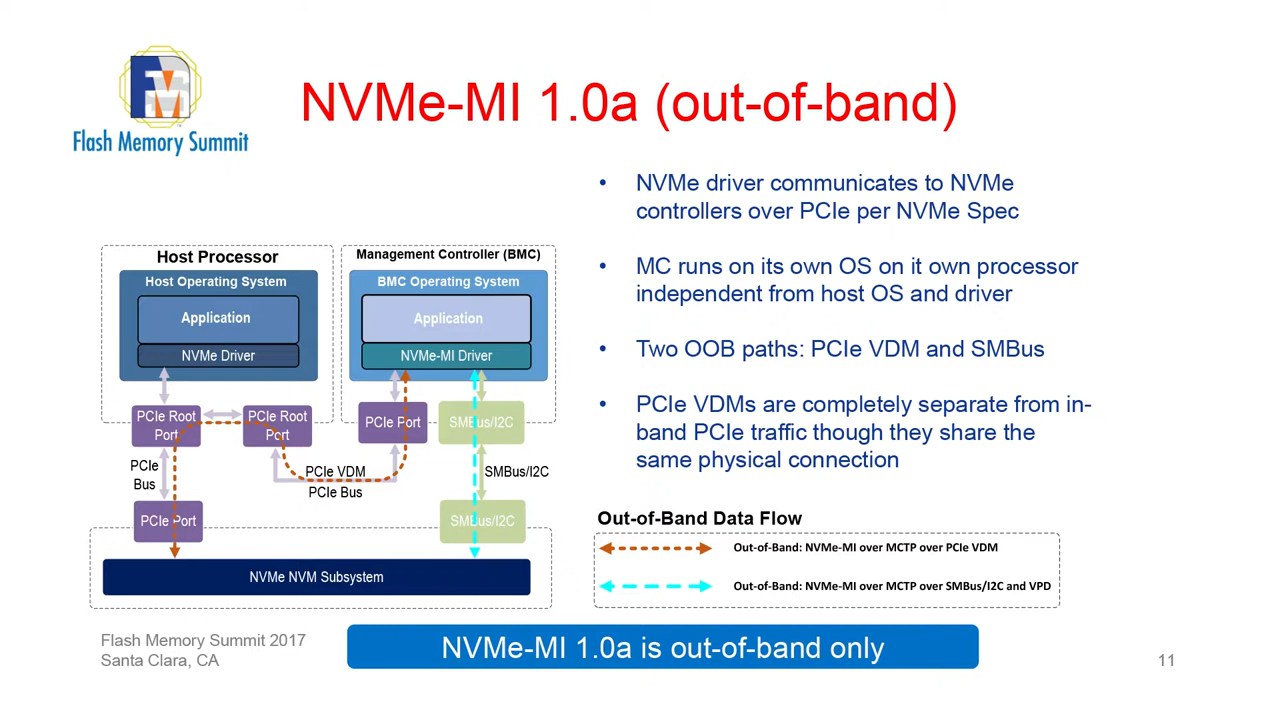 Flash Memory Summit
NVMe-MI 1.0a (out-of-band)
• NVMe driver communicates to NVMe
controllers over PCIe per NVMe Spec
• MC runs on its own OS on it own processor
independent from host OS and driver
• Two OOB paths: PCIe VDM and SMBus
• PCIe VDMs are completely separate from in-
band PCIe traffic though they share the
same physical connection
Host Processor
Host Operating System
Application
NVMe Driver
Management Controller (BMC)
BMC Operating System
Application
NVMe-MI Driver
PCIe Root
Port
PCIe Root
Port
PCIe Port
SMBus/I2C
PCIe
Bus
PCIe VDM
PCIe Bus
SMBus/I2C
PCIe Port
SMBus/I2C
NVMe NVM Subsystem
Out-of-Band Data Flow
Out-of-Band: NVMe-MI over MCTP over PCIe VDM
Out-of-Band: NVMe-MI over MCTP over SMBus/I2C and VPD
Flash Memory Summit 2017
Santa Clara, CA
NVMe-MI 1.0a is out-of-band only
11